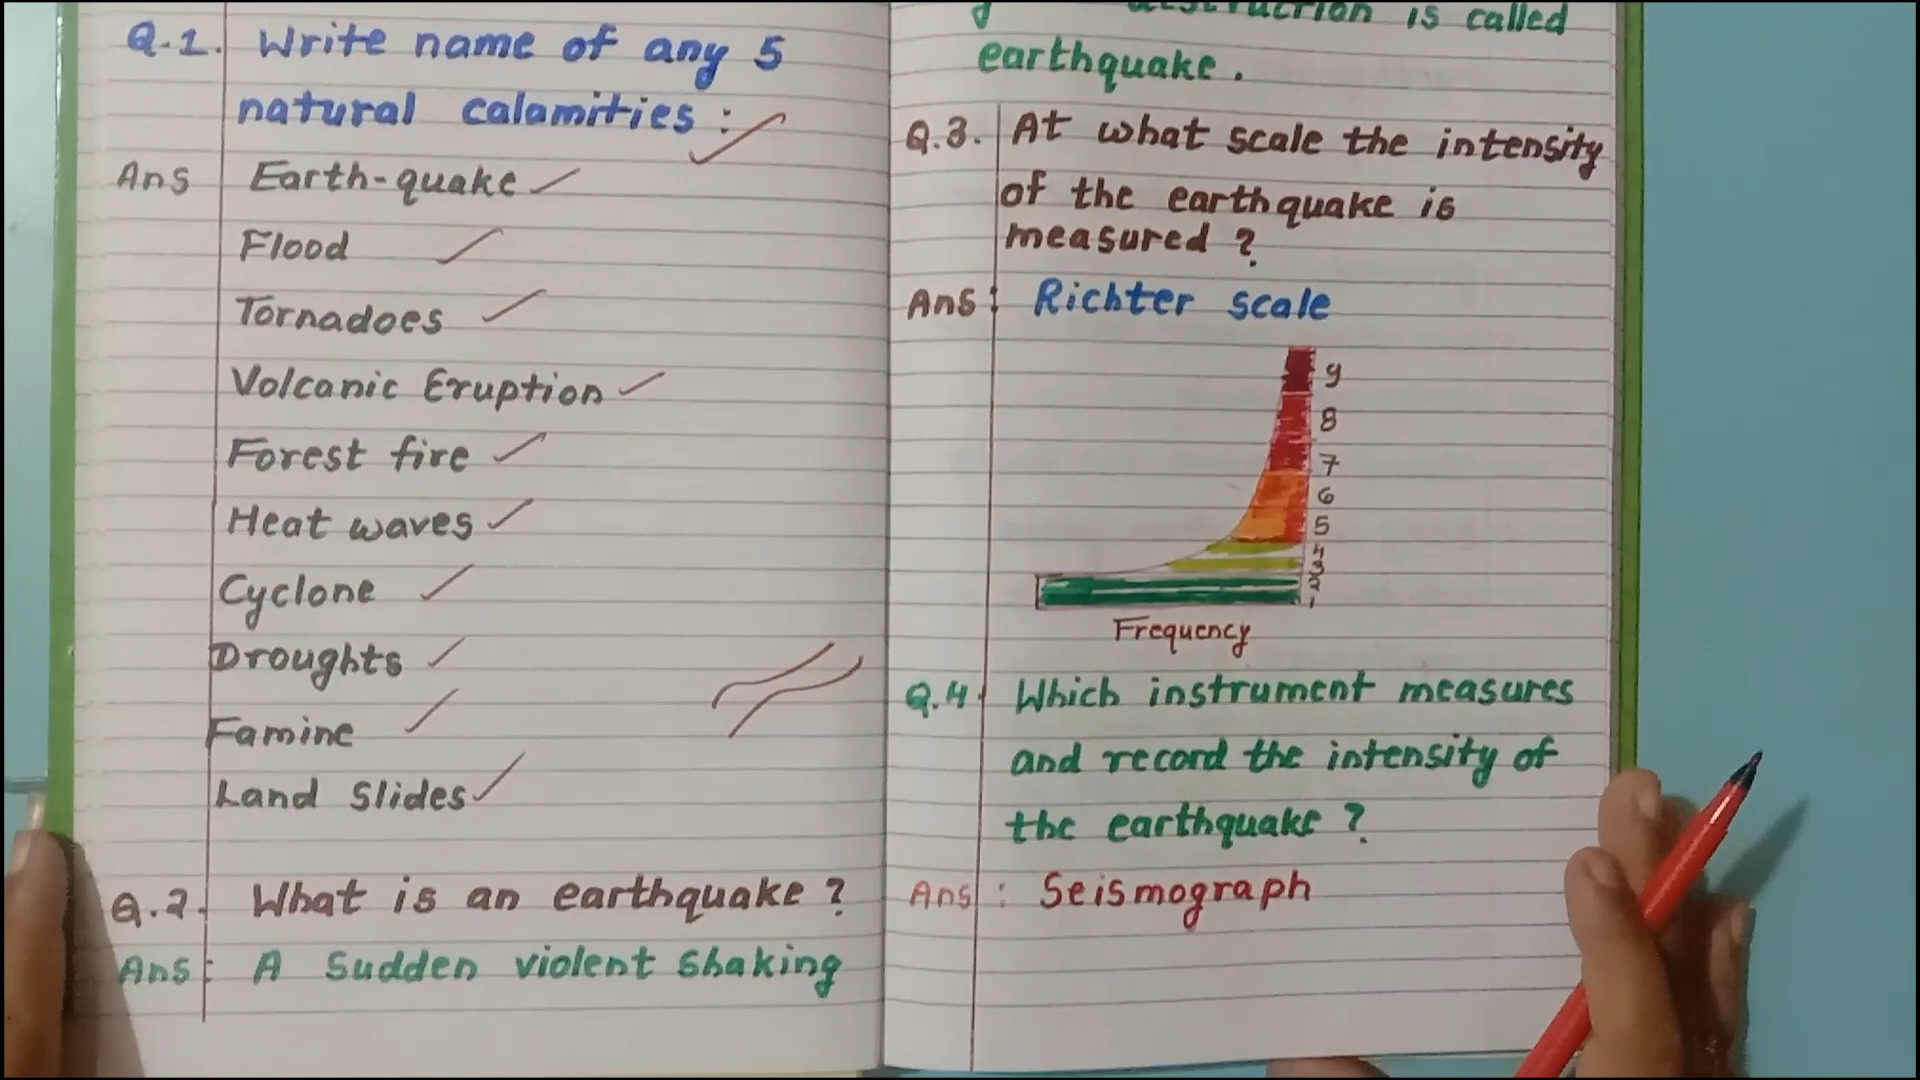 Q.1. Write name of any 5
natural calamities :
Ans Earth-quake
Flood
Tornadoes
Volcanic Eruption
Forest fire
Heat waves
Cyclone
Droughts
Famine
Land Slides
Q.2. What is an earthquake ?
Ans : A Sudden violent shaking
destruction is called
earthquake .
Q.3. At what scale the intensity
of the earthquake is
measured ?
Ans : Richter scale
9
8
7
6
5
4
3
2
1
Frequency
Q.4. Which instrument measures
and record the intensity of
the earthquake ?
Ans : Seismograph